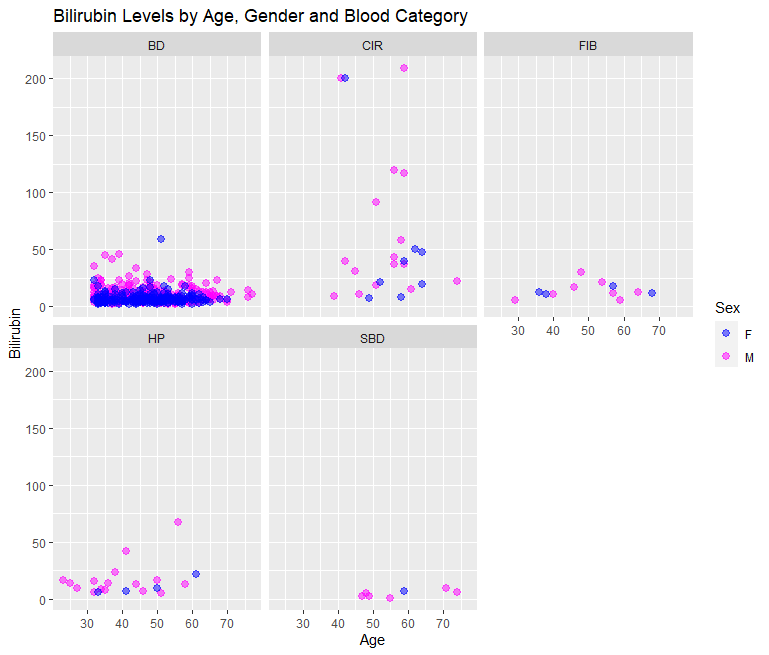 Bilirubin Levels by Age, Gender and Blood Category
BD
CIR
FIB
200
150
100
50
0
30 40 50 60 70
Sex
F
M
Bilirubin
HP
SBD
200
150
100
50
0
30 40 50 60 70
30 40 50 60 70
Age